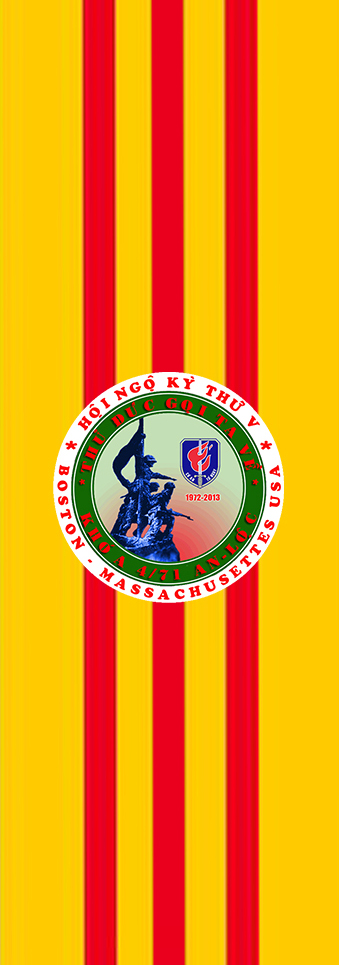 * HỘI NGỘ KỲ THỨ V *
- THỦ ĐỨC GỌI TA VỀ -
1972-2013
KHÓA 4/71 AN-LỘC
BOSTON - MASSACHUSETTES USA